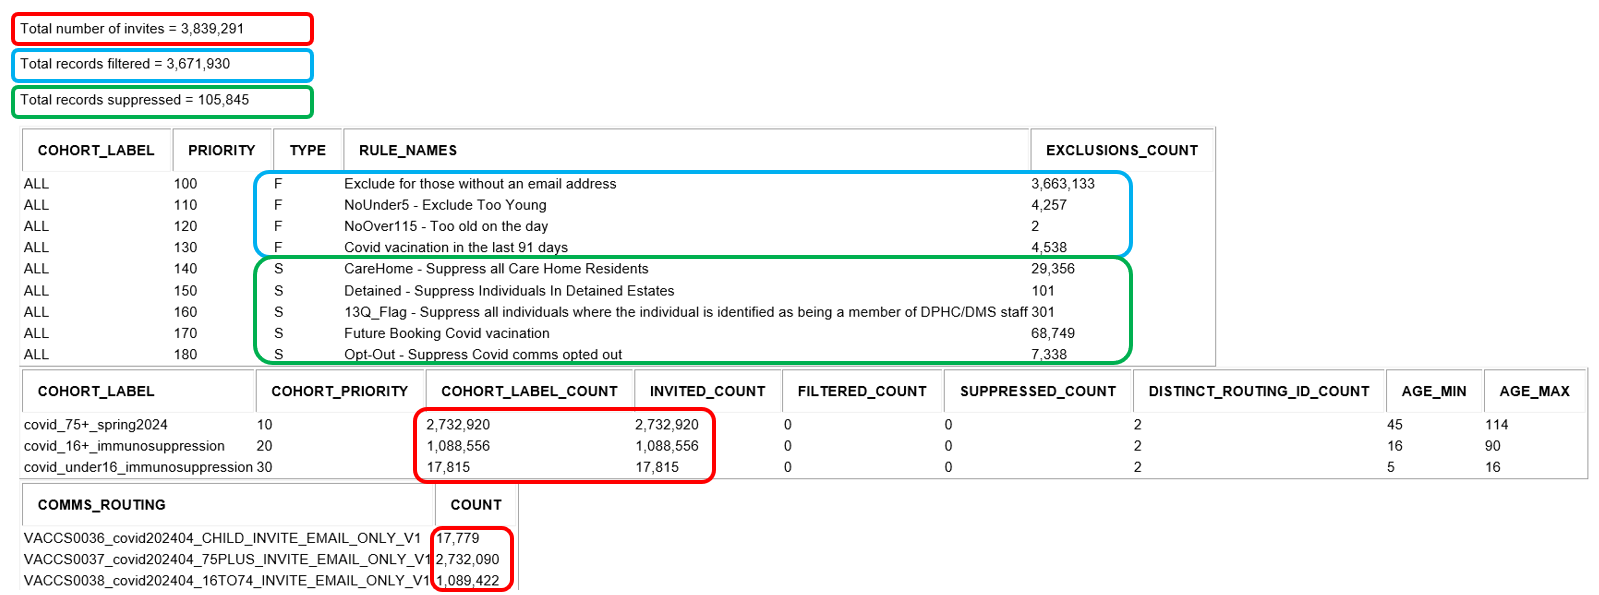 Total number of invites = 3,839,291
Total records filtered = 3,671,930
Total records suppressed = 105,845
COHORT_LABEL PRIORITY TYPE RULE_NAMES EXCLUSIONS_COUNT
ALL 100 F Exclude for those without an email address 3,663,133
ALL 110 F NoUnder5 - Exclude Too Young 4,257
ALL 120 F NoOver115 - Too old on the day 2
ALL 130 F Covid vacination in the last 91 days 4,538
ALL 140 S CareHome - Suppress all Care Home Residents 29,356
ALL 150 S Detained - Suppress Individuals In Detained Estates 101
ALL 160 S 13Q_Flag - Suppress all individuals where the individual is identified as being a member of DPHC/DMS staff 301
ALL 170 S Future Booking Covid vacination 68,749
ALL 180 S Opt-Out - Suppress Covid comms opted out 7,338
COHORT_LABEL COHORT_PRIORITY COHORT_LABEL_COUNT INVITED_COUNT FILTERED_COUNT SUPPRESSED_COUNT DISTINCT_ROUTING_ID_COUNT AGE_MIN AGE_MAX
covid_75+_spring2024 10 2,732,920 2,732,920 0 0 2 45 114
covid_16+_immunosuppression 20 1,088,556 1,088,556 0 0 2 16 90
covid_under16_immunosuppression 30 17,815 17,815 0 0 2 5 16
COMMS_ROUTING COUNT
VACCS0036_covid202404_CHILD_INVITE_EMAIL_ONLY_V1 17,779
VACCS0037_covid202404_75PLUS_INVITE_EMAIL_ONLY_V1 2,732,090
VACCS0038_covid202404_16TO74_INVITE_EMAIL_ONLY_V1 1,089,422